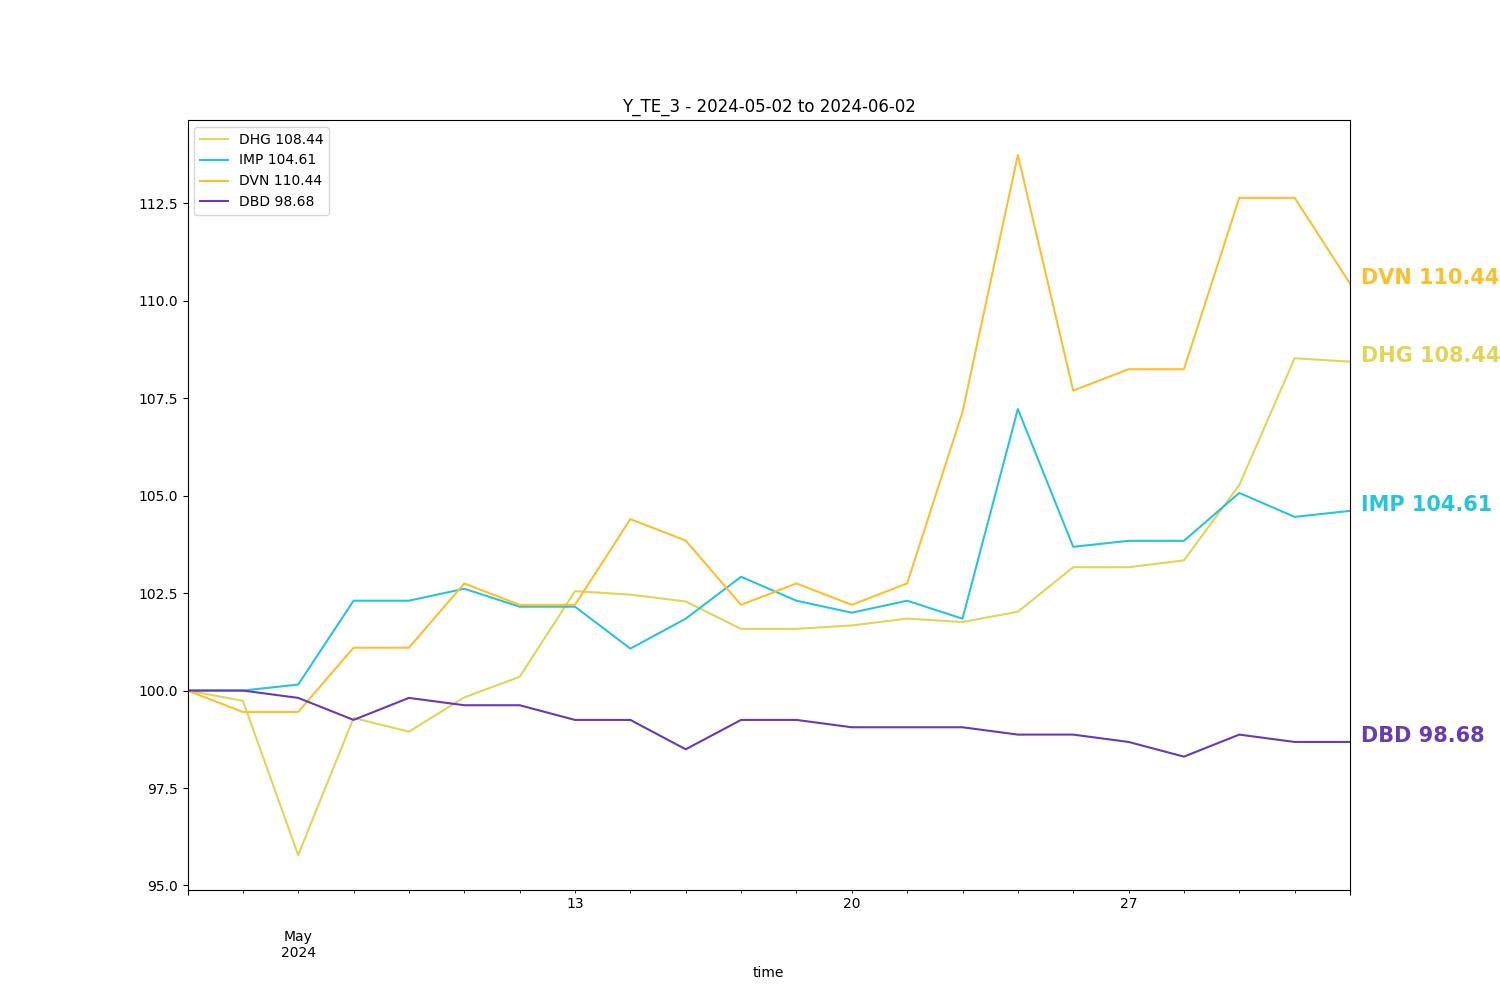 Y_TE_3 - 2024-05-02 to 2024-06-02
DHG 108.44
IMP 104.61
DVN 110.44
DBD 98.68
112.5
110.0
107.5
105.0
102.5
100.0
97.5
95.0
DVN 110.44
DHG 108.44
IMP 104.61
DBD 98.68
13
20
27
May
2024
time